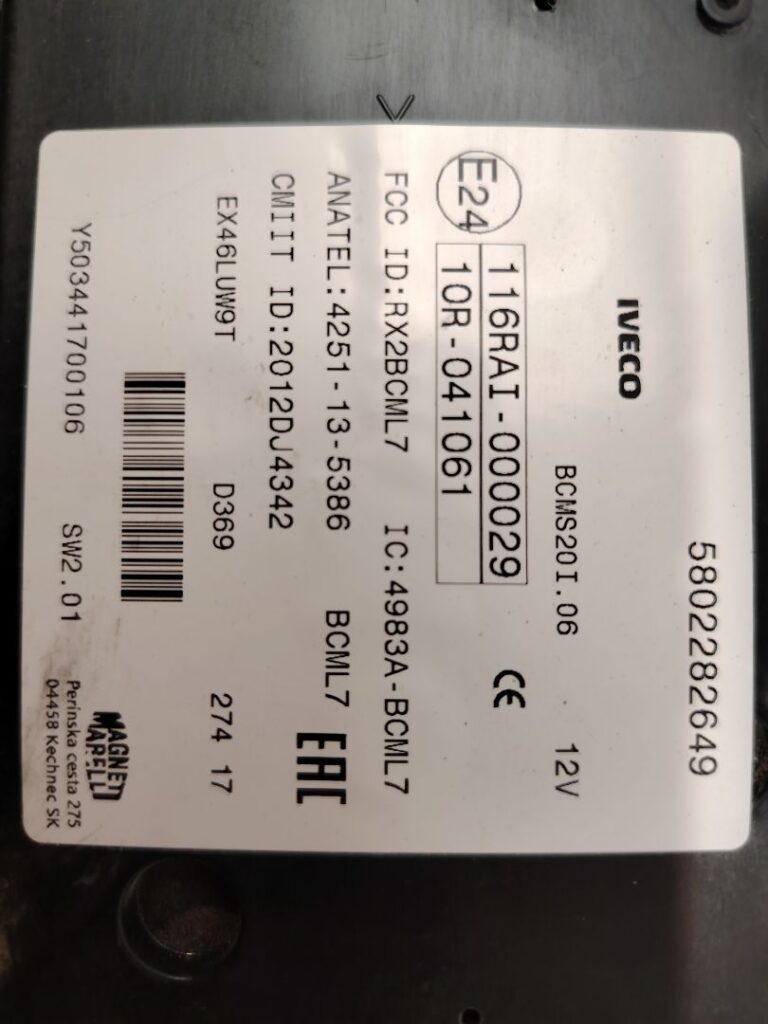 5802282649
IVECO
BCMS20I.06 12V
E24 116RAI-000029
10R-041061
CE
FCC ID:RX2BCML7 IC:4983A-BCML7
ANATEL:4251-13-5386 BCML7
CMIIT ID:2012DJ4342
EAC
EX46LUW9T D369 274 17
MAGNETI
MARELLI
Y503441700106 SW2.01
Perinska cesta 275
04458 Kechnec SK